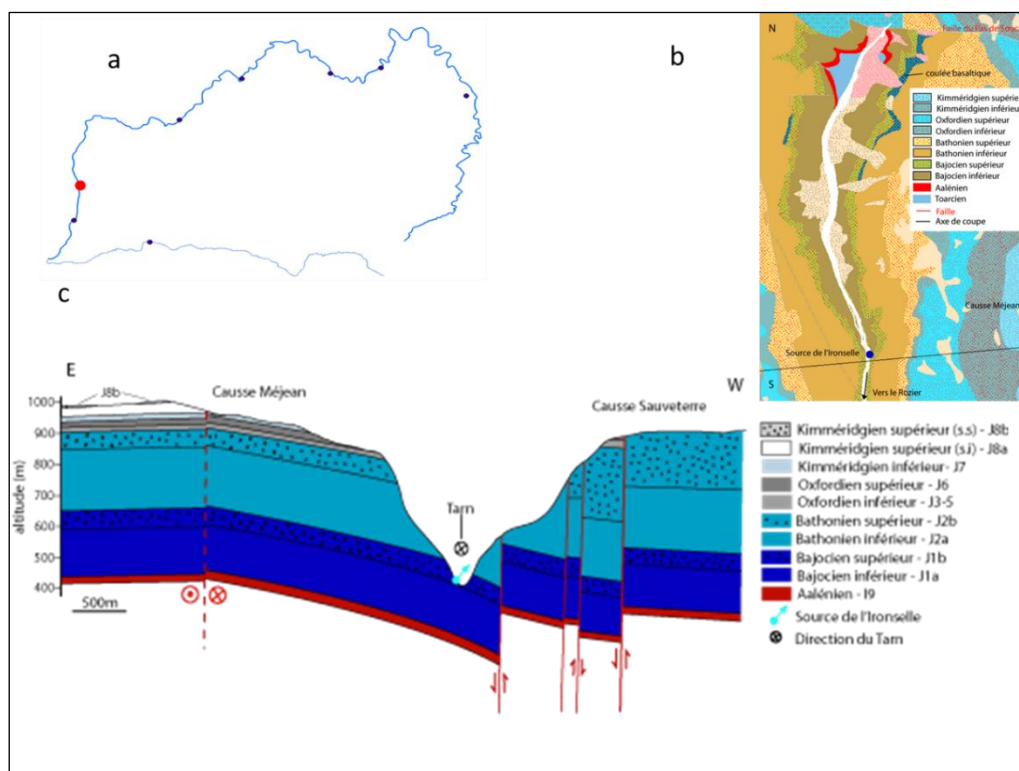 a
b
N
Faille du Pas de Souc
coulée basaltique
Kimméridgien supérieu
Kimméridgien inférieur
Oxfordien supérieur
Oxfordien inférieur
Bathonien supérieur
Bathonien inférieur
Bajocien supérieur
Bajocien inférieur
Aalénien
Toarcien
Faille
Axe de coupe
Causse Méjean
Source de l'Ironselle
S
Vers le Rozier
c
E
W
J8b
Causse Méjean
Causse Sauveterre
1000
900
800
700
600
500
400
altitude (m)
Tarn
500m
Kimméridgien supérieur (s.s) - J8b
Kimméridgien supérieur (s.i) - J8a
Kimméridgien inférieur- J7
Oxfordien supérieur - J6
Oxfordien inférieur - J3-5
Bathonien supérieur - J2b
Bathonien inférieur - J2a
Bajocien supérieur - J1b
Bajocien inférieur - J1a
Aalénien - I9
Source de l'Ironselle
Direction du Tarn